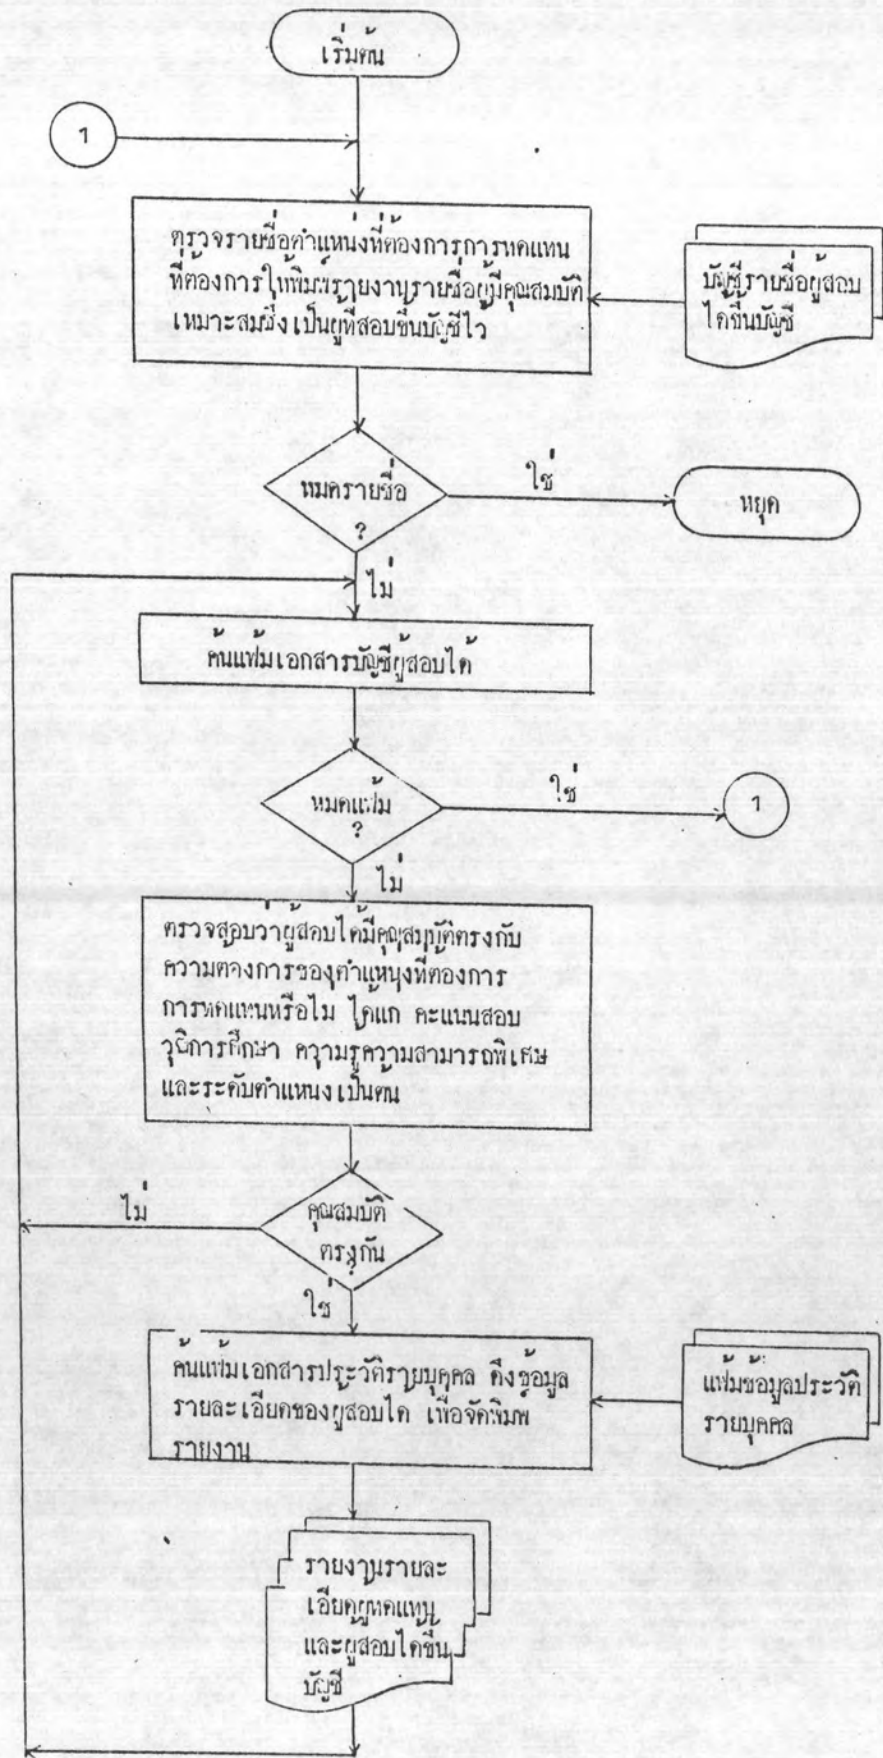 เริ่มต้น
1
ตรวจรายชื่อตำแหน่งที่ต้องการการทดแทน
ที่ต้องการให้พิมพ์รายงานรายชื่อผู้มีคุณสมบัติ
เหมาะสมซึ่งเป็นผู้ที่สอบขึ้นบัญชีไว้
บัญชีรายชื่อผู้สอบ
ได้ขึ้นบัญชี
หมดรายชื่อ
?
ใช่
หยุด
ไม่
ค้นแฟ้มเอกสารบัญชีผู้สอบได้
หมดแฟ้ม
?
ใช่
1
ไม่
ตรวจสอบว่าผู้สอบได้มีคุณสมบัติตรงกับ
ความตองการของตำแหนงที่ต้องการ
การทดแทนหรือไม ไดแก คะแนนสอบ
วุฒิการศึกษา ความรูความสามารถพิเศษ
และระดับตำแหนงเป็นตน
ไม่
คุณสมบัติ
ตรงกัน
?
ใช่
ค้นแฟ้มเอกสารประวัติรายบุคคล ดึงข้อมูล
รายละเอียดของผู้สอบได้ เพื่อจัดพิมพ์
รายงาน
แฟ้มข้อมูลประวัติ
รายบุคคล
รายงานรายละ
เอียดผูทดแทน
และผู้สอบได้ขึ้น
บัญชี